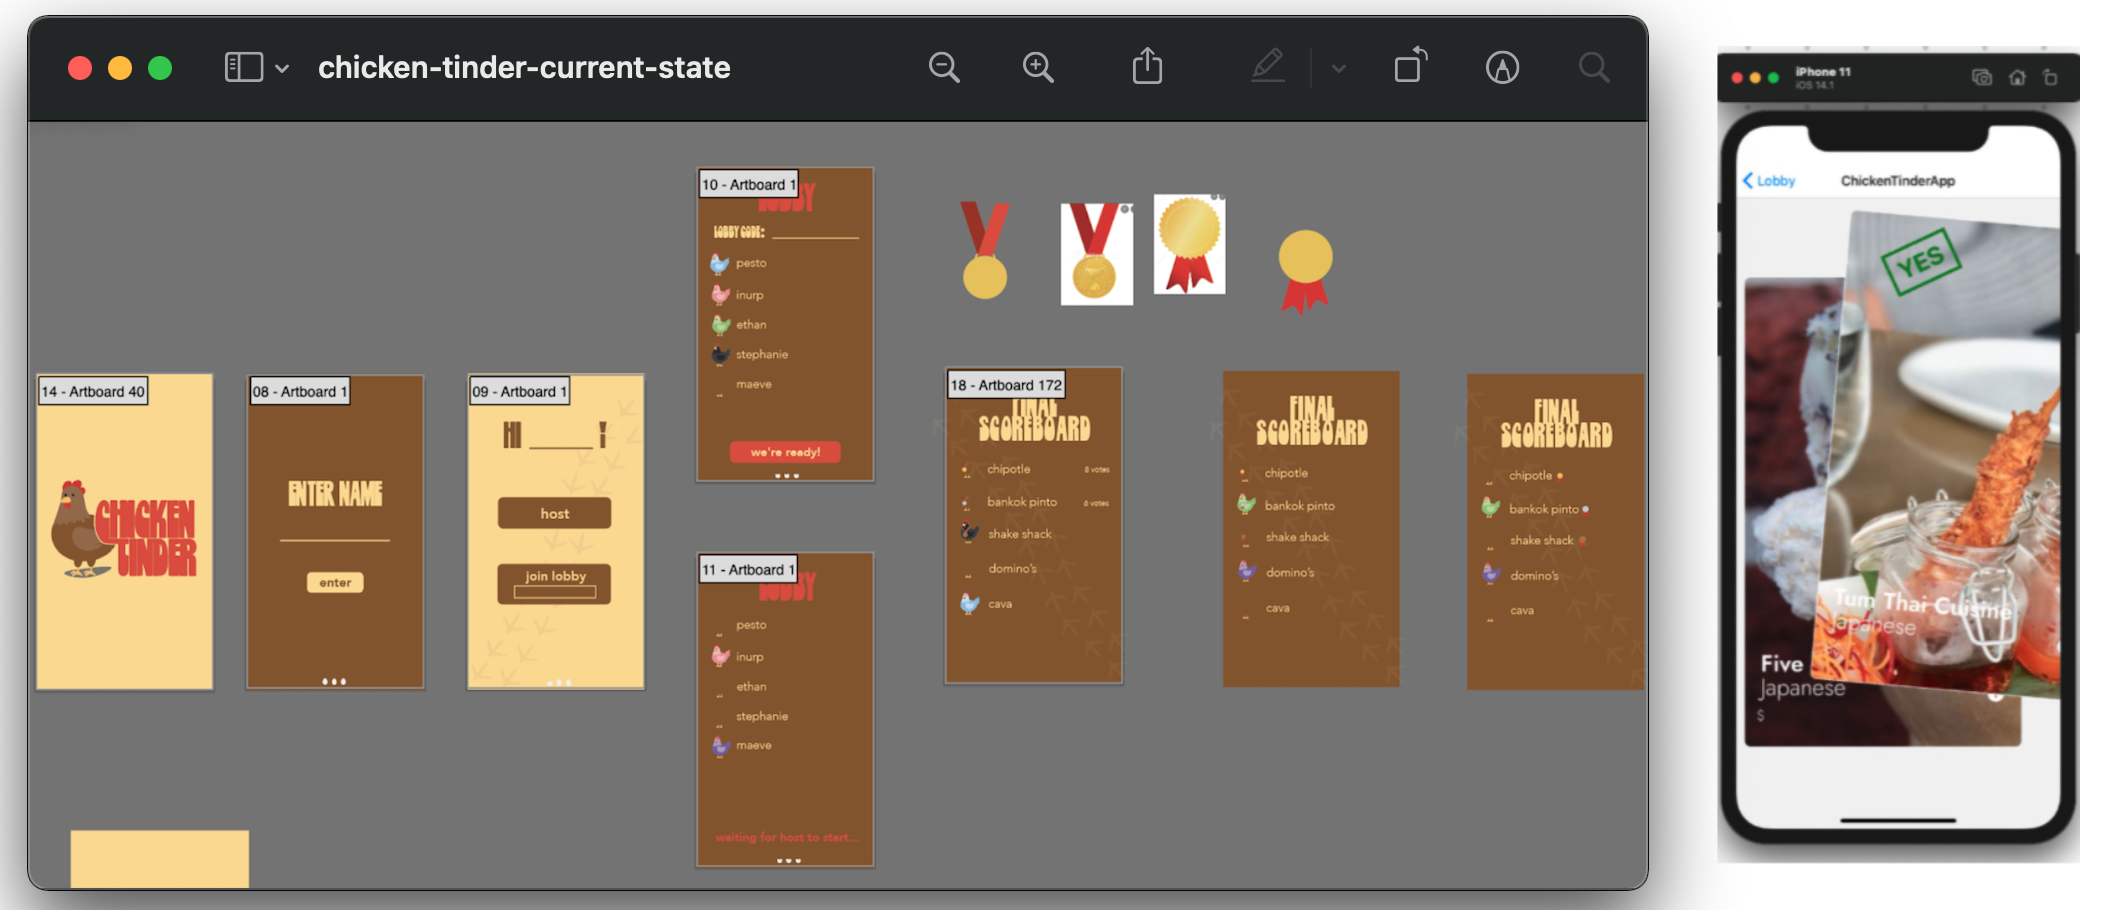 chicken-tinder-current-state
14 - Artboard 40
CHICKEN
TINDER
08 - Artboard 1
ENTER NAME
enter
09 - Artboard 1
HI ______ !
host
join lobby
10 - Artboard 1
LOBBY
LOBBY CODE:
pesto
inurp
ethan
stephanie
maeve
we're ready!
11 - Artboard 1
LOBBY
pesto
inurp
ethan
stephanie
maeve
waiting for host to start...
18 - Artboard 172
FINAL
SCOREBOARD
chipotle 8 votes
bankok pinto 6 votes
shake shack
domino's
cava
FINAL
SCOREBOARD
chipotle
bankok pinto
shake shack
domino's
cava
FINAL
SCOREBOARD
chipotle
bankok pinto
shake shack
domino's
cava
iPhone 11
iOS 14.1
Lobby
ChickenTinderApp
YES
Tum Thai Cuisine
Japanese
Five
Japanese
$